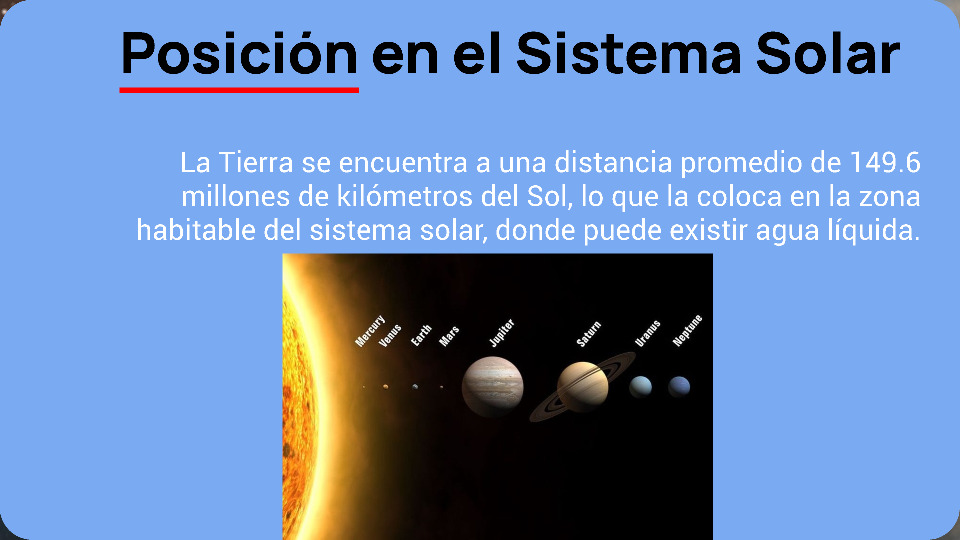 Posición en el Sistema Solar
La Tierra se encuentra a una distancia promedio de 149.6
millones de kilómetros del Sol, lo que la coloca en la zona
habitable del sistema solar, donde puede existir agua líquida.
Mercury
Venus
Earth
Mars
Jupiter
Saturn
Uranus
Neptune